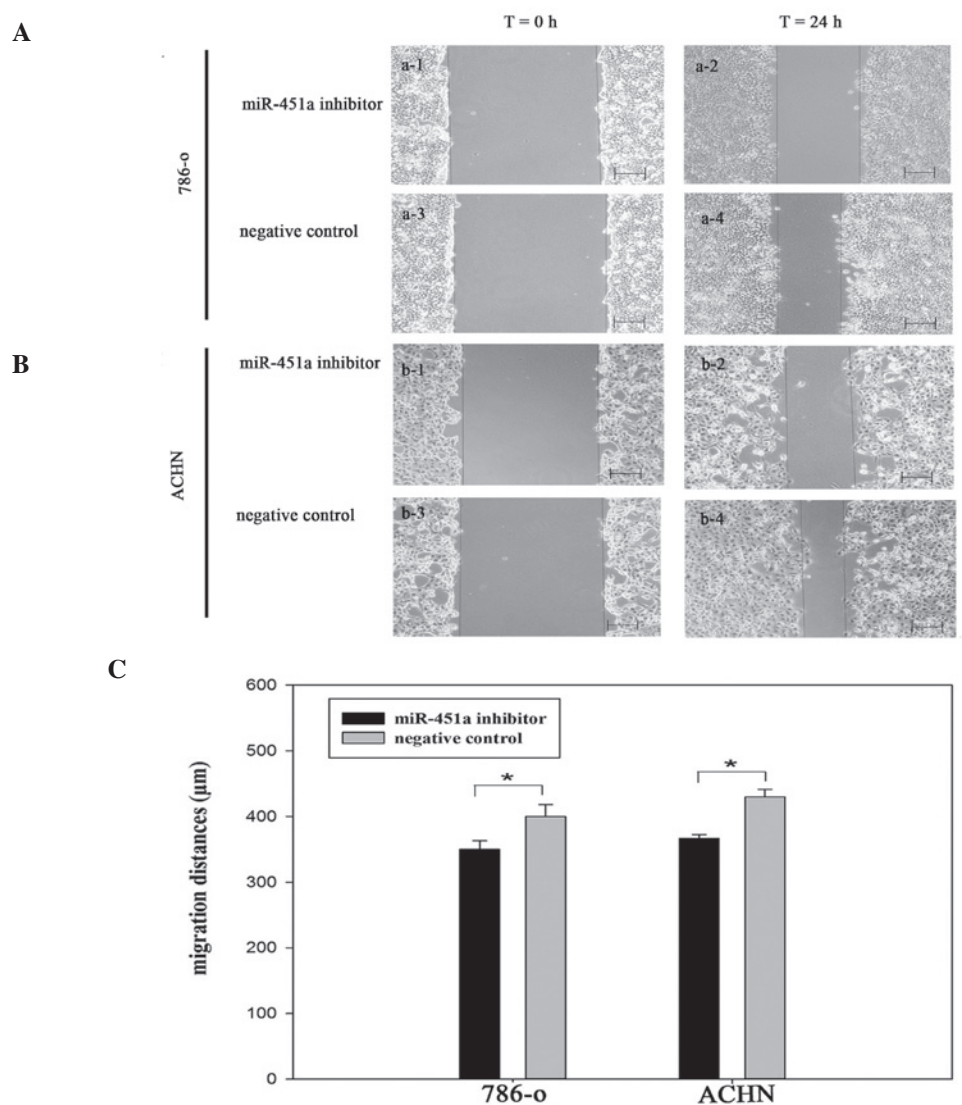 T = 0 h T = 24 h
A
a-1 a-2
miR-451a inhibitor
786-o
a-3 a-4
negative control
B
miR-451a inhibitor
b-1 b-2
ACHN
b-3 b-4
negative control
C
600
500
400
300
200
100
0
migration distances (μm)
miR-451a inhibitor
negative control
* *
786-o ACHN